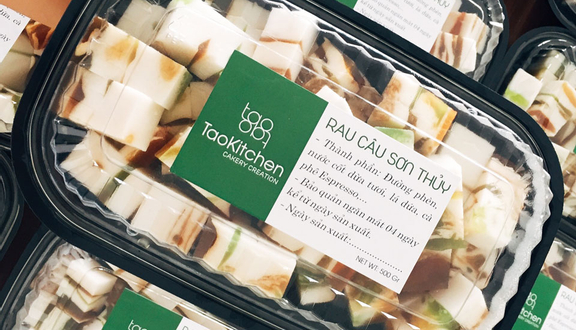 tao
TaoKitchen
CAKERY CREATION
RAU CÂU SƠN THỦY
Thành phần: Đường phèn,
nước cốt dừa tươi, lá dứa, cà
phê Espresso,...
- Bảo quản ngăn mát 04 ngày
kể từ ngày sản xuất.
- Ngày sản xuất:...................
NET WT. 500 Gr